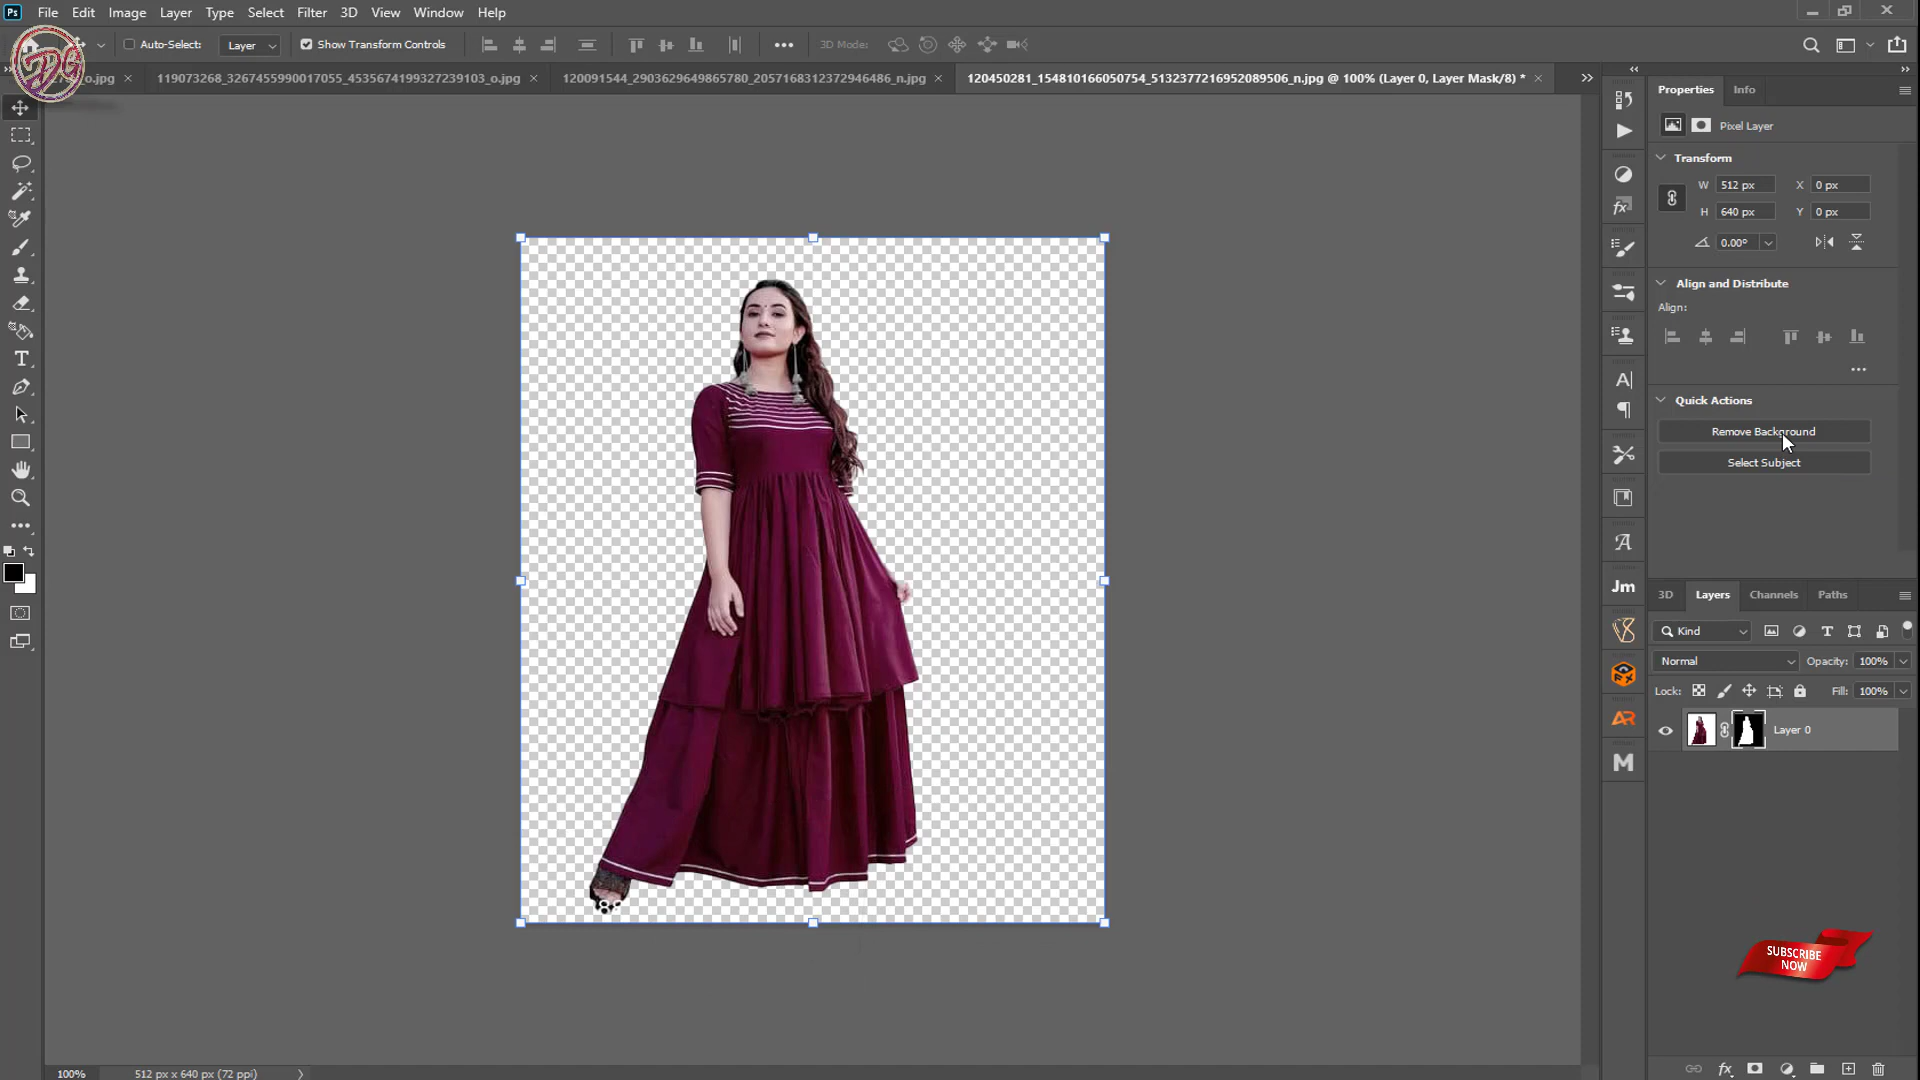 Ps File Edit Image Layer Type Select Filter 3D View Window Help
Auto-Select: Layer Show Transform Controls 3D Mode:
JDG
o.jpg 119073268_3267455990017055_4535674199327239103_o.jpg 120091544_2903629649865780_2057168312372946486_n.jpg 120450281_154810166050754_5132377216952089506_n.jpg @ 100% (Layer 0, Layer Mask/8) *
Properties Info
Pixel Layer
Transform
W 512 px X 0 px
H 640 px Y 0 px
0.00°
Align and Distribute
Align:
Quick Actions
Remove Background
Select Subject
Jm
AR
M
3D Layers Channels Paths
Kind
Normal Opacity: 100%
Lock: Fill: 100%
Layer 0
SUBSCRIBE
NOW
100% 512 px x 640 px (72 ppi)